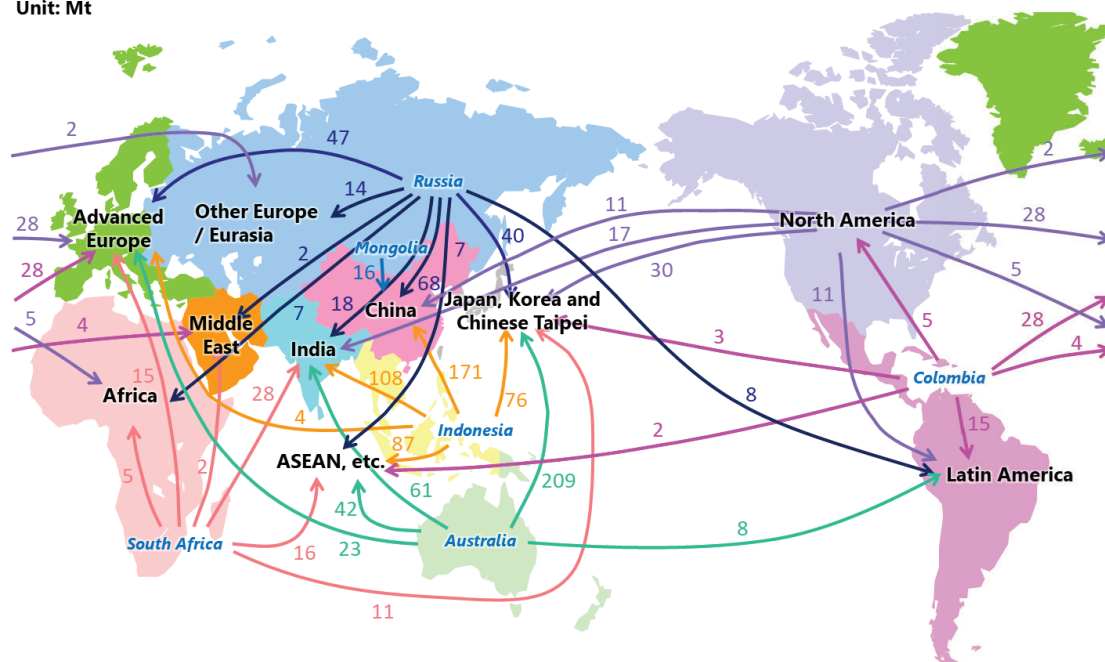 Unit: Mt
2
47
Russia
14
Advanced
Europe
Other Europe
/ Eurasia
28
28
Mongolia
16
2
7
68
18
40
7
5
4
Middle
East
China
India
Japan, Korea and
Chinese Taipei
Africa
15
28
108
171
76
4
87
Indonesia
ASEAN, etc.
5
2
61
42
209
South Africa
16
23
Australia
11
11
17
30
North America
2
28
5
11
3
5
28
4
Colombia
8
2
15
Latin America
8